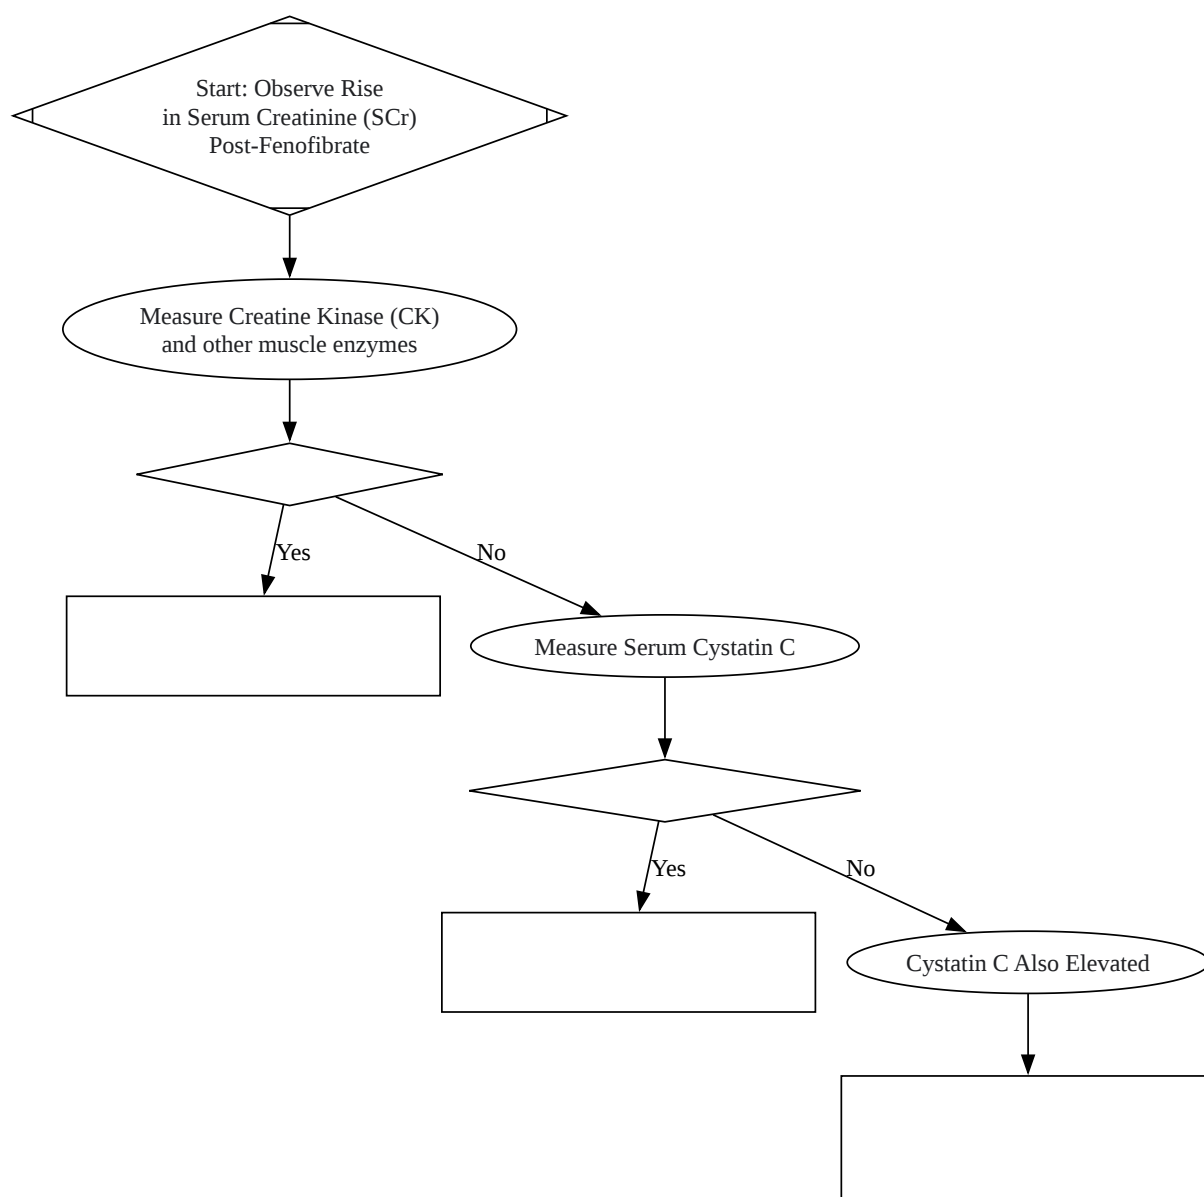 Start: Observe Rise
in Serum Creatinine (SCr)
Post-Fenofibrate
Measure Creatine Kinase (CK)
and other muscle enzymes
Yes
No
Measure Serum Cystatin C
Yes
No
Cystatin C Also Elevated